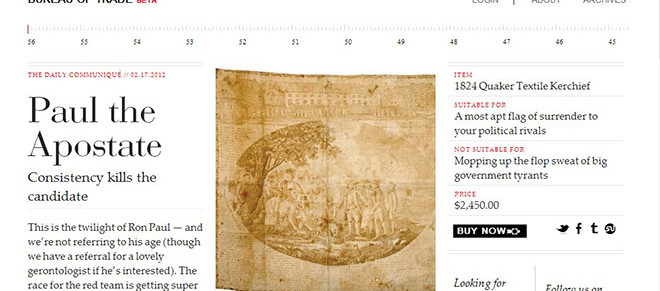 BUREAU OF TRADE BETA
LOGIN | ABOUT ARCHIVES
56 52 51 50 49 48 47 46 45
THE DAILY COMMUNIQUÉ // 02.17.2012
Paul the
Apostate
Consistency kills the
candidate
This is the twilight of Ron Paul — and
we're not referring to his age (though
we have a referral for a lovely
gerontologist if he's interested). The
race for the red team is getting super
ITEM
1824 Quaker Textile Kerchief
SUITABLE FOR
A most apt flag of surrender to
your political rivals
NOT SUITABLE FOR
Mopping up the flop sweat of big
government tyrants
PRICE
$2,450.00
BUY NOW
Looking for
Follow us on